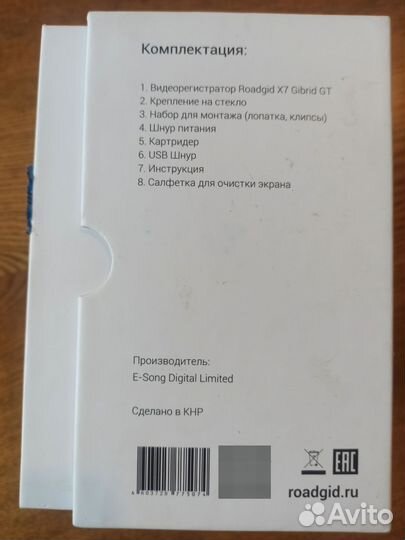 Комплектация:
1. Видеорегистратор Roadgid X7 Gibrid GT
2. Крепление на стекло
3. Набор для монтажа (лопатка, клипсы)
4. Шнур питания
5. Картридер
6. USB Шнур
7. Инструкция
8. Салфетка для очистки экрана
Производитель:
E-Song Digital Limited
Сделано в КНР
EAC
roadgid.ru
Avito